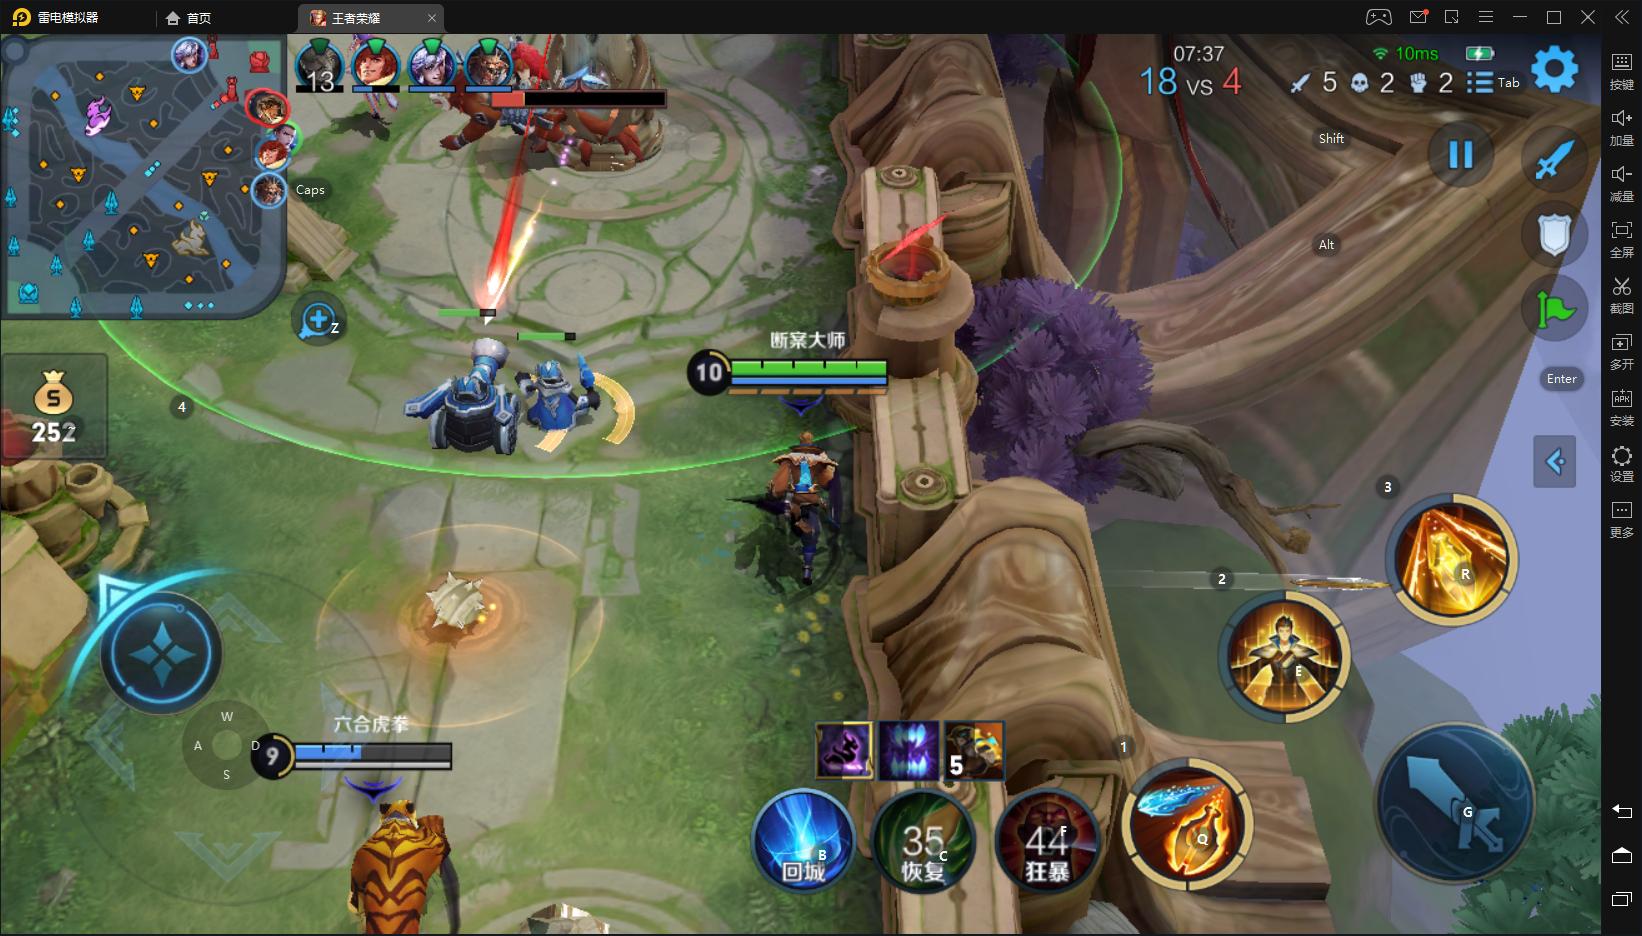 雷电模拟器
首页
王者荣耀
07:37
10ms
18 VS 4
5
2
2
Tab
13
Caps
Shift
Alt
Enter
Z
252
4
断案大师
10
3
R
2
E
1
Q
G
W
A
D
S
六合虎拳
9
5
B
回城
35
C
恢复
44
F
狂暴
按键
加量
减量
全屏
截图
多开
APK
安装
设置
更多